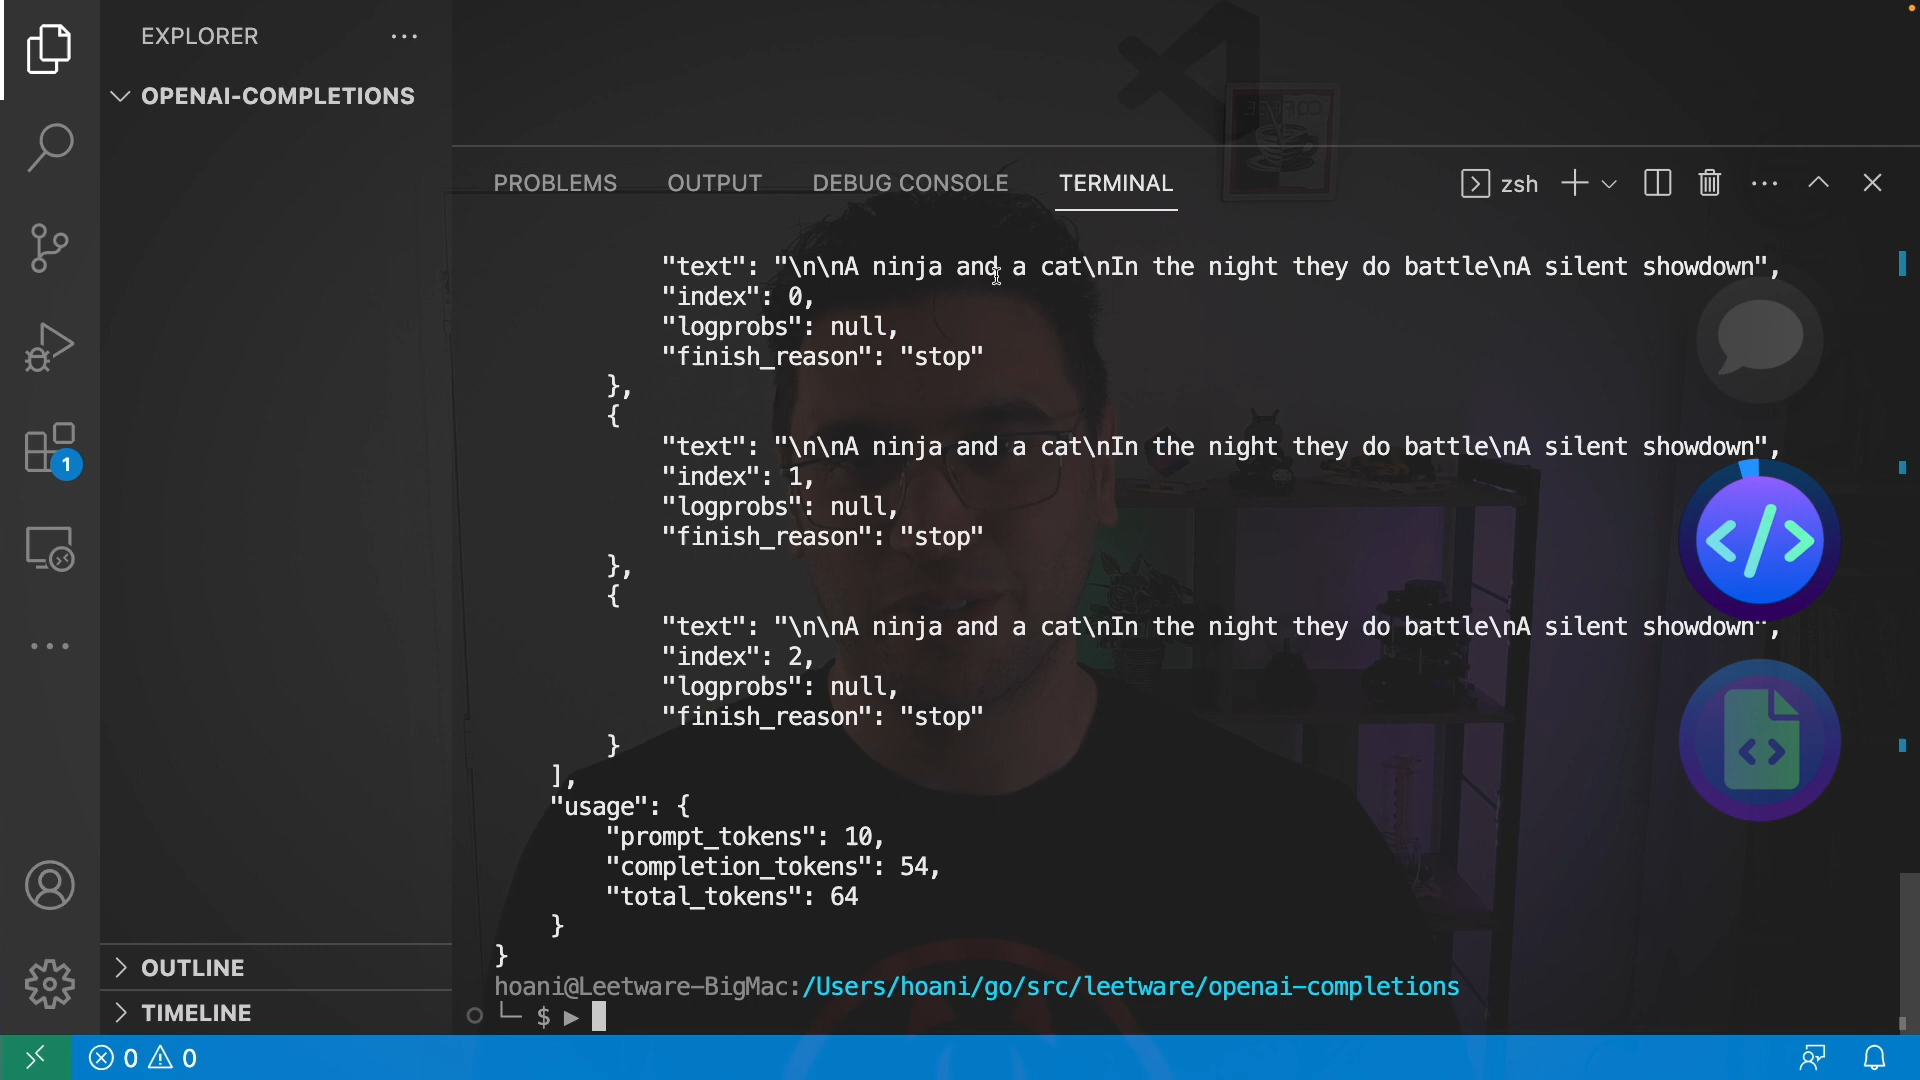 EXPLORER
OPENAI-COMPLETIONS
PROBLEMS OUTPUT DEBUG CONSOLE TERMINAL zsh
"text": "\n\nA ninja and a cat\nIn the night they do battle\nA silent showdown",
"index": 0,
"logprobs": null,
"finish_reason": "stop"
},
{
"text": "\n\nA ninja and a cat\nIn the night they do battle\nA silent showdown",
"index": 1,
"logprobs": null,
"finish_reason": "stop"
},
{
"text": "\n\nA ninja and a cat\nIn the night they do battle\nA silent showdown",
"index": 2,
"logprobs": null,
"finish_reason": "stop"
}
],
"usage": {
"prompt_tokens": 10,
"completion_tokens": 54,
"total_tokens": 64
}
}
hoani@Leetware-BigMac:/Users/hoani/go/src/leetware/openai-completions
└─ $ ▶
1
OUTLINE
TIMELINE
0 0